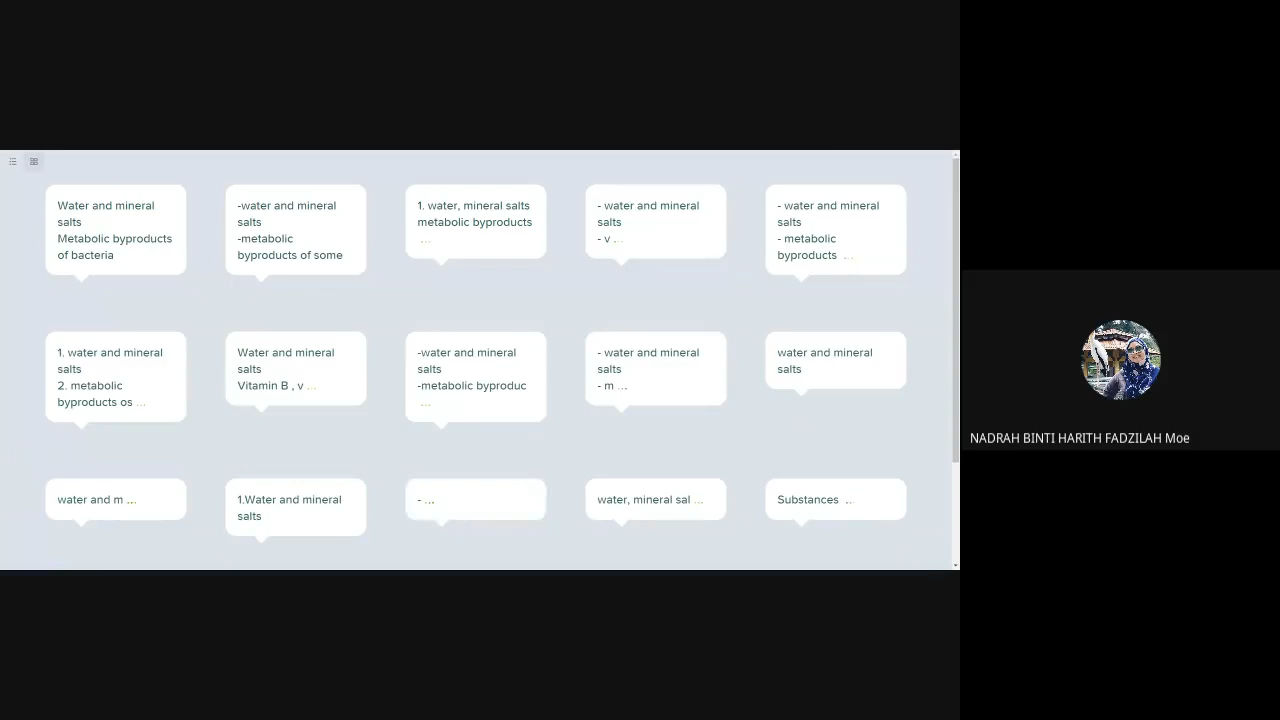 Water and mineral
salts
Metabolic byproducts
of bacteria
-water and mineral
salts
-metabolic
byproducts of some
1. water, mineral salts
metabolic byproducts
...
- water and mineral
salts
- v ...
- water and mineral
salts
- metabolic
byproducts ...
1. water and mineral
salts
2. metabolic
byproducts os ...
Water and mineral
salts
Vitamin B , v ...
-water and mineral
salts
-metabolic byproduc
...
- water and mineral
salts
- m ...
water and mineral
salts
water and m ...
1.Water and mineral
salts
- ...
water, mineral sal ...
Substances ...
NADRAH BINTI HARITH FADZILAH Moe